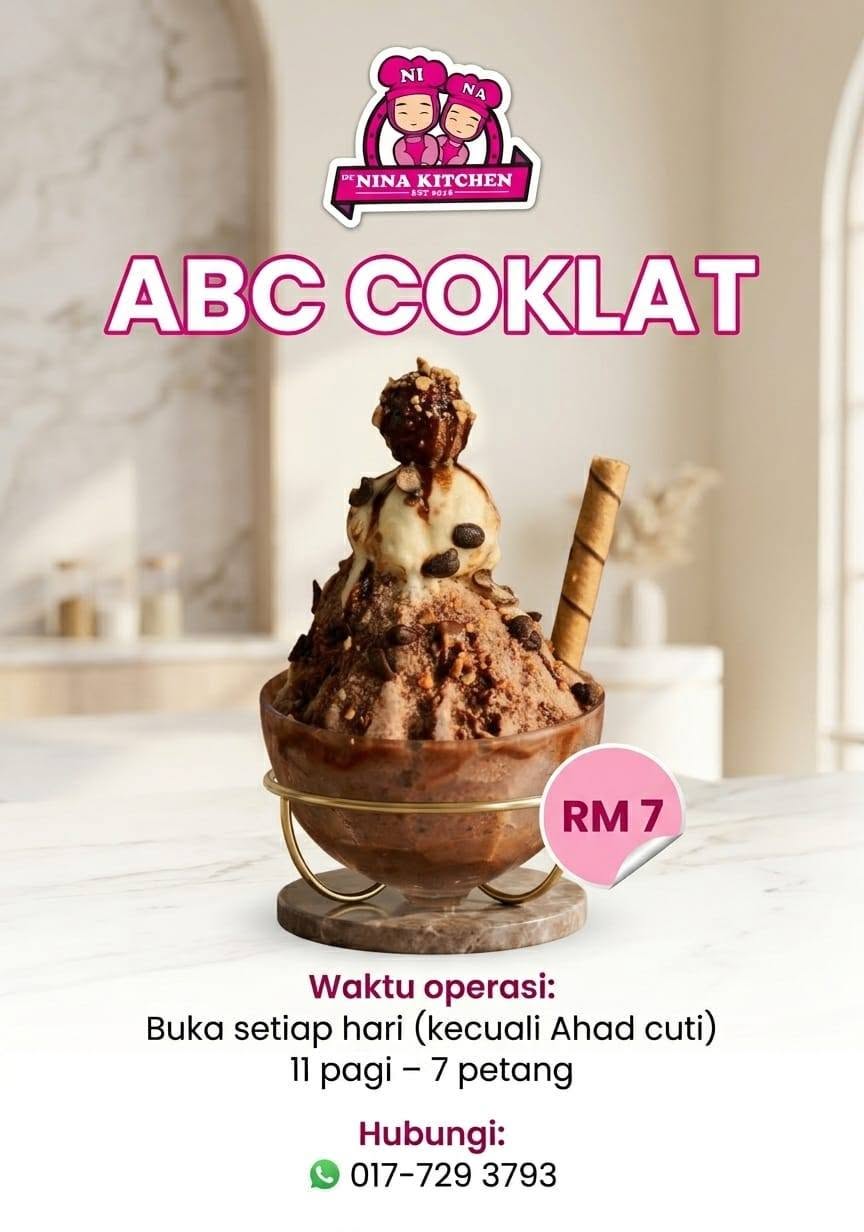 NI
NA
DE NINA KITCHEN
ABC COKLAT
RM 7
Waktu operasi:
Buka setiap hari (kecuali Ahad cuti)
11 pagi – 7 petang
Hubungi:
017-729 3793